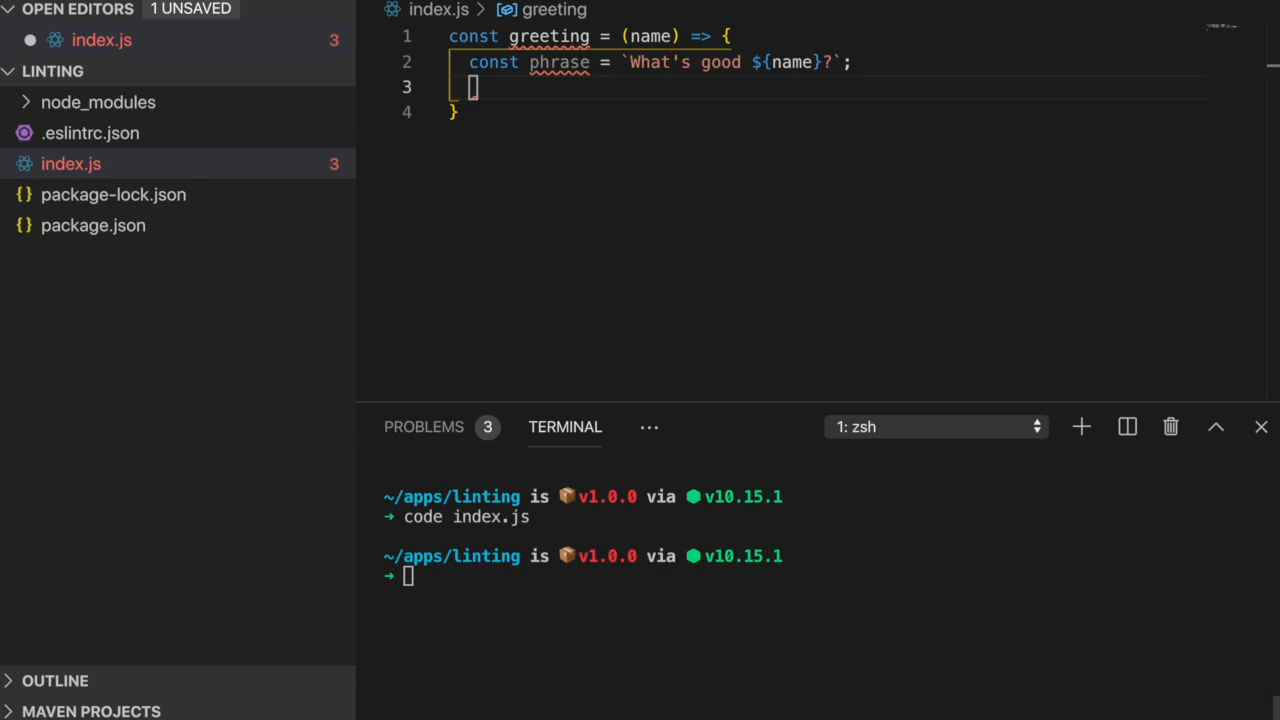 OPEN EDITORS 1 UNSAVED
index.js 3
LINTING
node_modules
.eslintrc.json
index.js 3
package-lock.json
package.json
OUTLINE
MAVEN PROJECTS
index.js > greeting
1 const greeting = (name) => {
2 const phrase = `What's good ${name}?`;
3
4 }
PROBLEMS 3 TERMINAL ... 1: zsh
~/apps/linting is 📦v1.0.0 via ⬢v10.15.1
➜ code index.js
~/apps/linting is 📦v1.0.0 via ⬢v10.15.1
➜